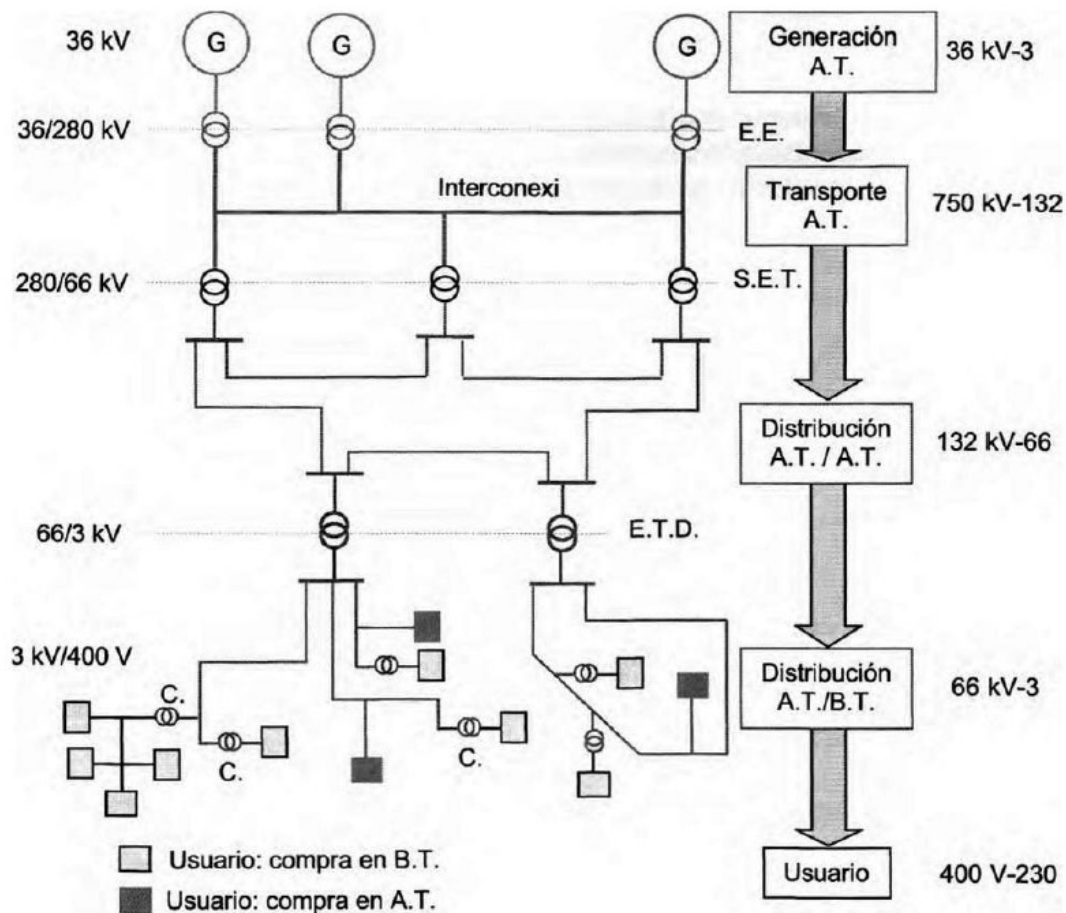 36 kV
G
G
G
Generación
A.T.
36 kV-3
36/280 kV
E.E.
Interconexi
Transporte
A.T.
750 kV-132
280/66 kV
S.E.T.
Distribución
A.T. / A.T.
132 kV-66
66/3 kV
E.T.D.
3 kV/400 V
Distribución
A.T./B.T.
66 kV-3
C.
C.
C.
Usuario: compra en B.T.
Usuario: compra en A.T.
Usuario
400 V-230